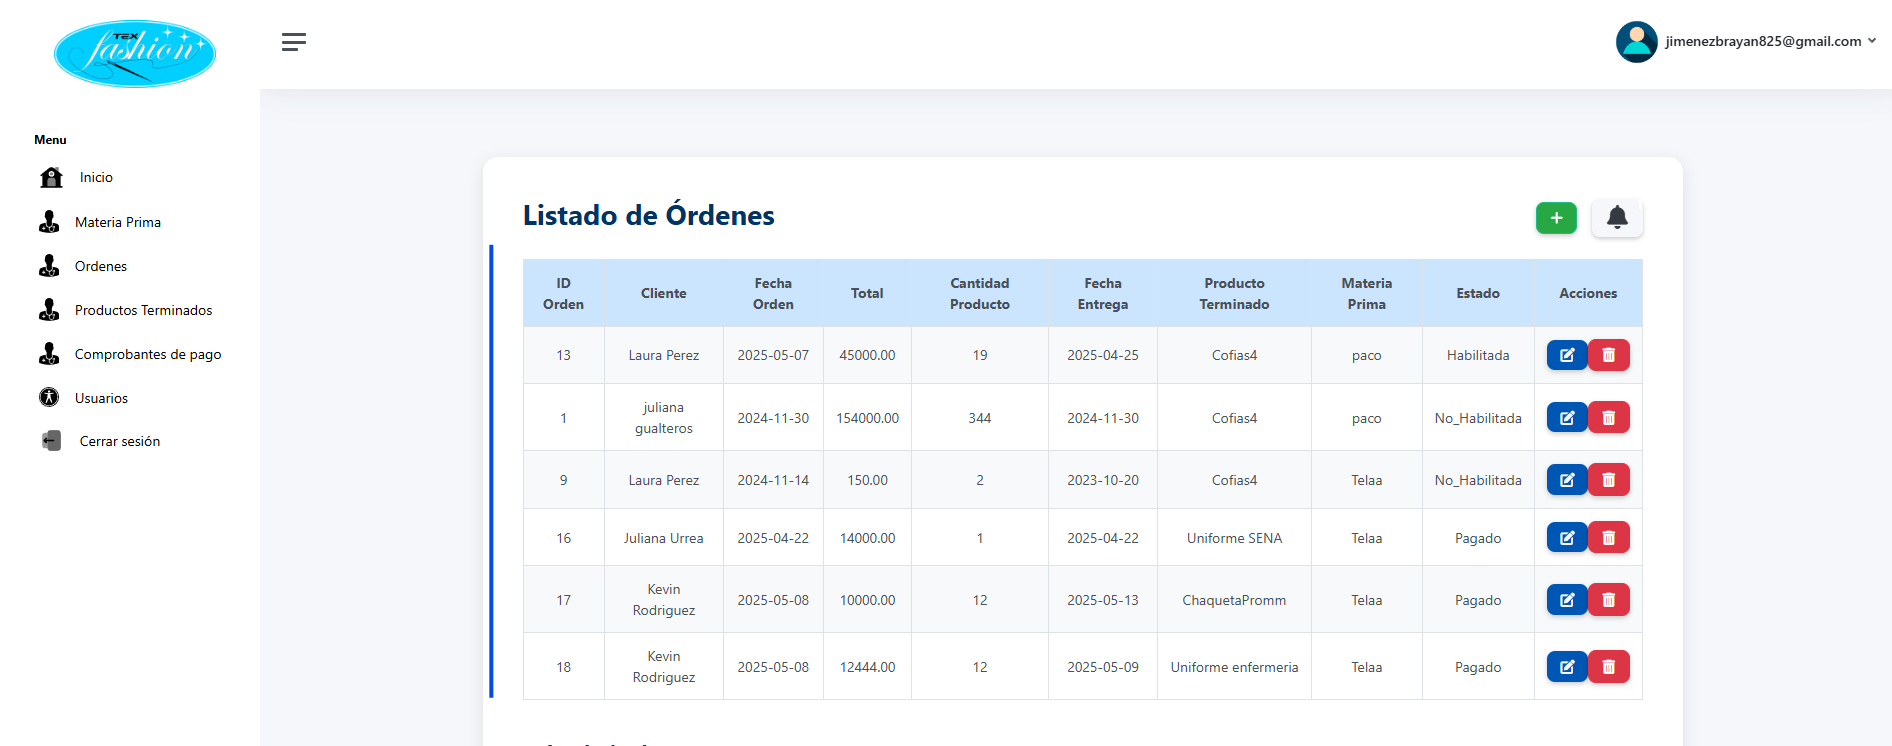 TEX
fashion
jimenezbrayan825@gmail.com
Menu
Inicio
Materia Prima
Ordenes
Productos Terminados
Comprobantes de pago
Usuarios
Cerrar sesión
Listado de Órdenes
+
ID Orden Cliente Fecha Orden Total Cantidad Producto Fecha Entrega Producto Terminado Materia Prima Estado Acciones
13 Laura Perez 2025-05-07 45000.00 19 2025-04-25 Cofias4 paco Habilitada
1 juliana gualteros 2024-11-30 154000.00 344 2024-11-30 Cofias4 paco No_Habilitada
9 Laura Perez 2024-11-14 150.00 2 2023-10-20 Cofias4 Telaa No_Habilitada
16 Juliana Urrea 2025-04-22 14000.00 1 2025-04-22 Uniforme SENA Telaa Pagado
17 Kevin Rodriguez 2025-05-08 10000.00 12 2025-05-13 ChaquetaPromm Telaa Pagado
18 Kevin Rodriguez 2025-05-08 12444.00 12 2025-05-09 Uniforme enfermeria Telaa Pagado